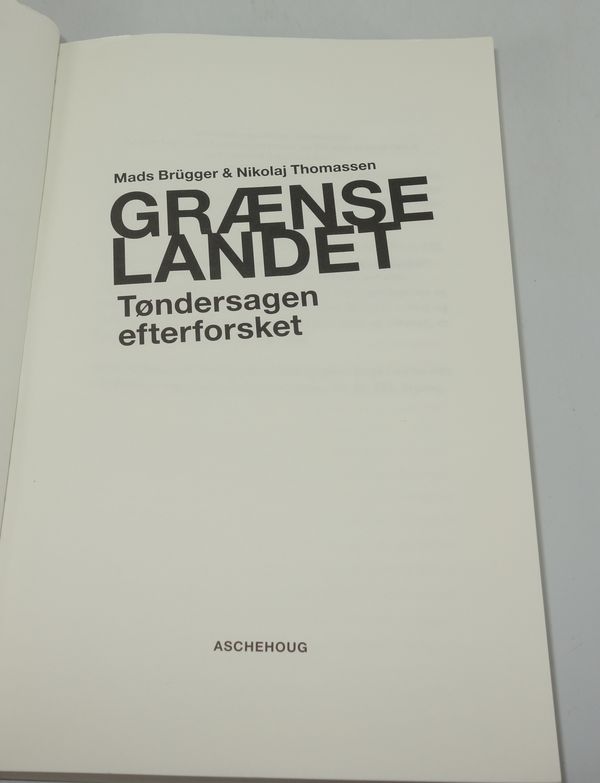 Mads Brügger & Nikolaj Thomassen
GRÆNSE
LANDET
Tøndersagen
efterforsket
ASCHEHOUG